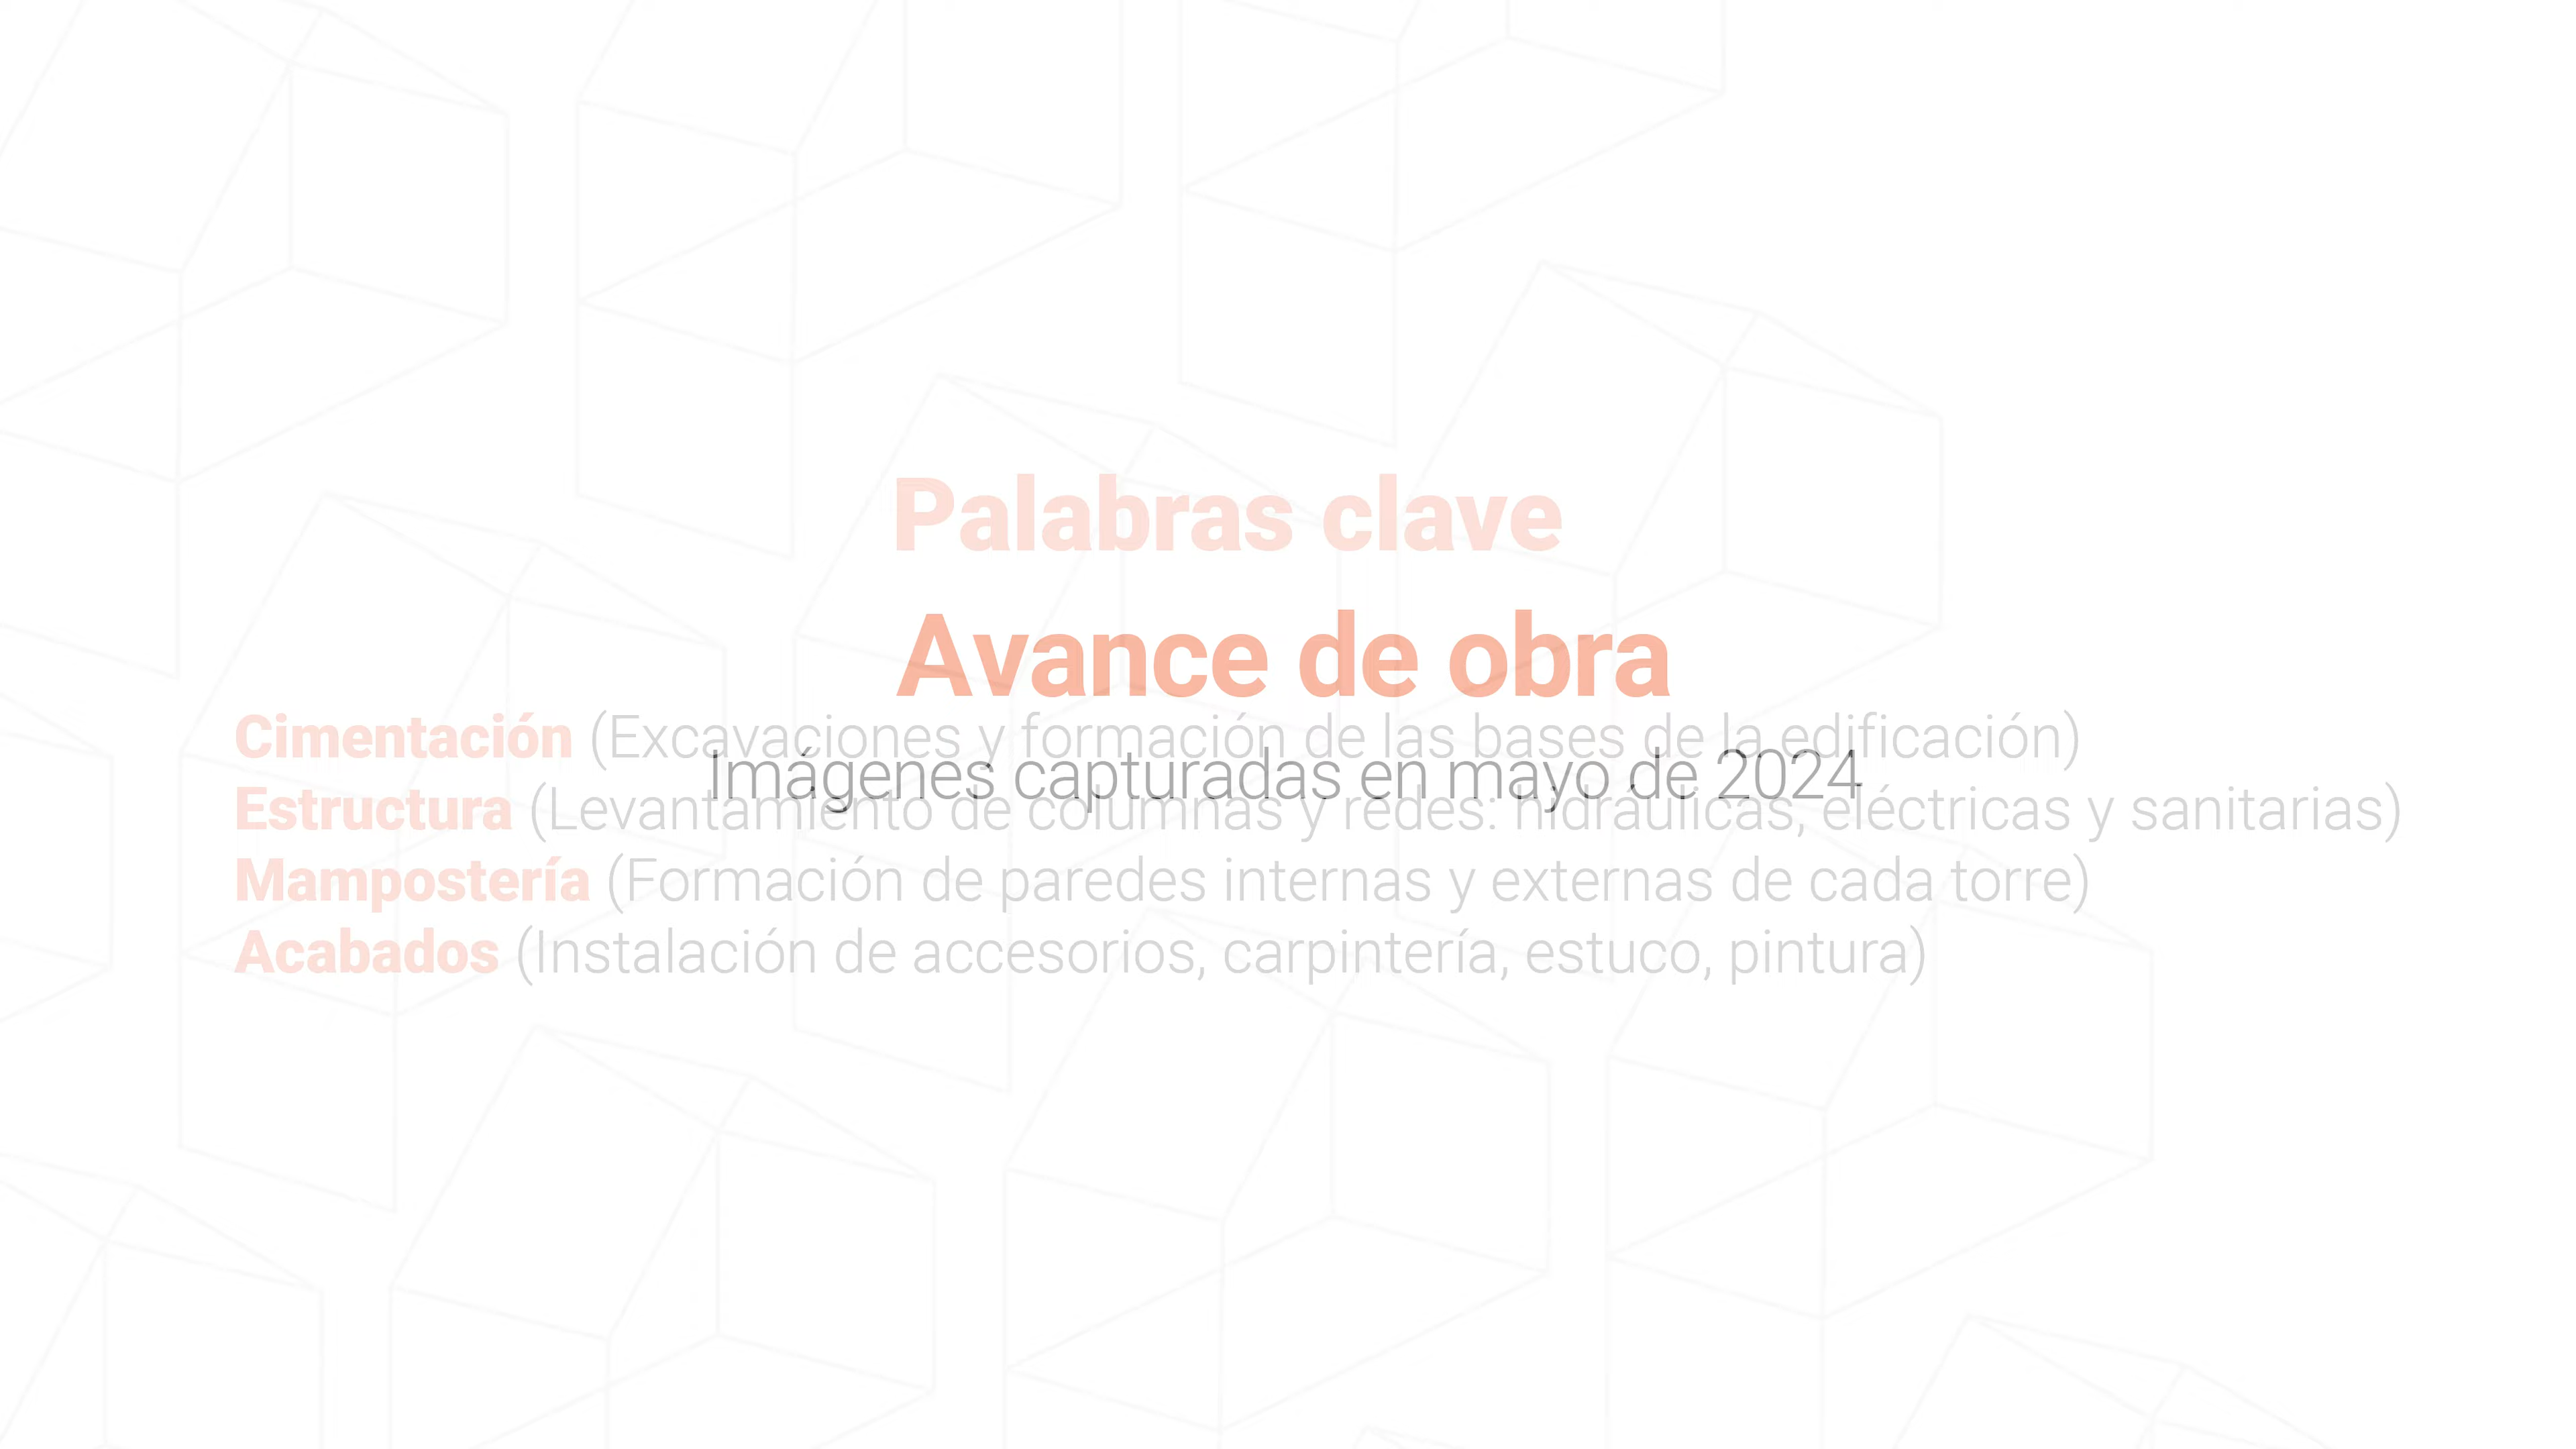 Palabras clave
Avance de obra
Cimentación (Excavaciones y formación de las bases de la edificación)
Imágenes capturadas en mayo de 2024
Estructura (Levantamiento de columnas y redes: hidráulicas, eléctricas y sanitarias)
Mampostería (Formación de paredes internas y externas de cada torre)
Acabados (Instalación de accesorios, carpintería, estuco, pintura)